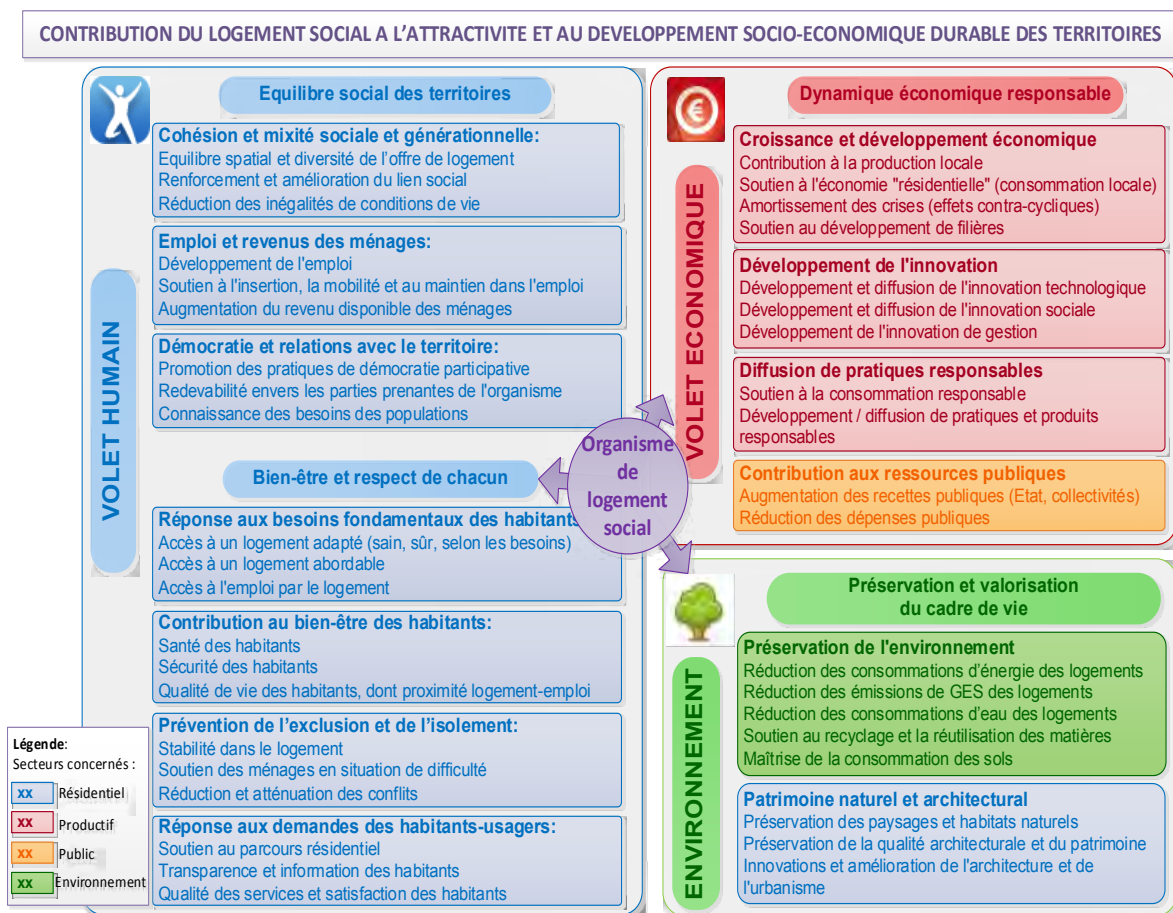 CONTRIBUTION DU LOGEMENT SOCIAL A L'ATTRACTIVITE ET AU DEVELOPPEMENT SOCIO-ECONOMIQUE DURABLE DES TERRITOIRES
VOLET HUMAIN
Equilibre social des territoires
Cohésion et mixité sociale et générationnelle:
Equilibre spatial et diversité de l'offre de logement
Renforcement et amélioration du lien social
Réduction des inégalités de conditions de vie
Emploi et revenus des ménages:
Développement de l'emploi
Soutien à l'insertion, la mobilité et au maintien dans l'emploi
Augmentation du revenu disponible des ménages
Démocratie et relations avec le territoire:
Promotion des pratiques de démocratie participative
Redevabilité envers les parties prenantes de l'organisme
Connaissance des besoins des populations
Bien-être et respect de chacun
Réponse aux besoins fondamentaux des habitants
Accès à un logement adapté (sain, sûr, selon les besoins)
Accès à un logement abordable
Accès à l'emploi par le logement
Contribution au bien-être des habitants:
Santé des habitants
Sécurité des habitants
Qualité de vie des habitants, dont proximité logement-emploi
Prévention de l'exclusion et de l'isolement:
Stabilité dans le logement
Soutien des ménages en situation de difficulté
Réduction et atténuation des conflits
Réponse aux demandes des habitants-usagers:
Soutien au parcours résidentiel
Transparence et information des habitants
Qualité des services et satisfaction des habitants
Organisme
de
logement
social
VOLET ECONOMIQUE
Dynamique économique responsable
Croissance et développement économique
Contribution à la production locale
Soutien à l'économie "résidentielle" (consommation locale)
Amortissement des crises (effets contra-cycliques)
Soutien au développement de filières
Développement de l'innovation
Développement et diffusion de l'innovation technologique
Développement et diffusion de l'innovation sociale
Développement de l'innovation de gestion
Diffusion de pratiques responsables
Soutien à la consommation responsable
Développement / diffusion de pratiques et produits
responsables
Contribution aux ressources publiques
Augmentation des recettes publiques (Etat, collectivités)
Réduction des dépenses publiques
ENVIRONNEMENT
Préservation et valorisation
du cadre de vie
Préservation de l'environnement
Réduction des consommations d'énergie des logements
Réduction des émissions de GES des logements
Réduction des consommations d'eau des logements
Soutien au recyclage et la réutilisation des matières
Maîtrise de la consommation des sols
Patrimoine naturel et architectural
Préservation des paysages et habitats naturels
Préservation de la qualité architecturale et du patrimoine
Innovations et amélioration de l'architecture et de
l'urbanisme
Légende:
Secteurs concernés :
xx Résidentiel
xx Productif
xx Public
xx Environnement